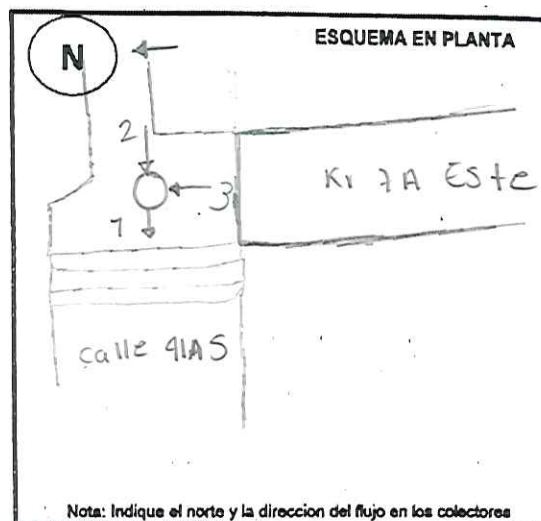 ESQUEMA EN PLANTA
N
2
3
Kr 7A Este
1
Calle 41A S
Nota: Indique el norte y la direccion del flujo en los colectores